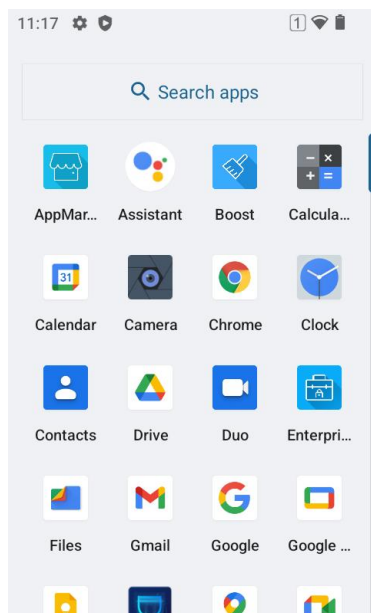 11:17
1
Search apps
AppMar... Assistant Boost Calcula...
31
Calendar Camera Chrome Clock
Contacts Drive Duo Enterpri...
Files Gmail Google Google ...